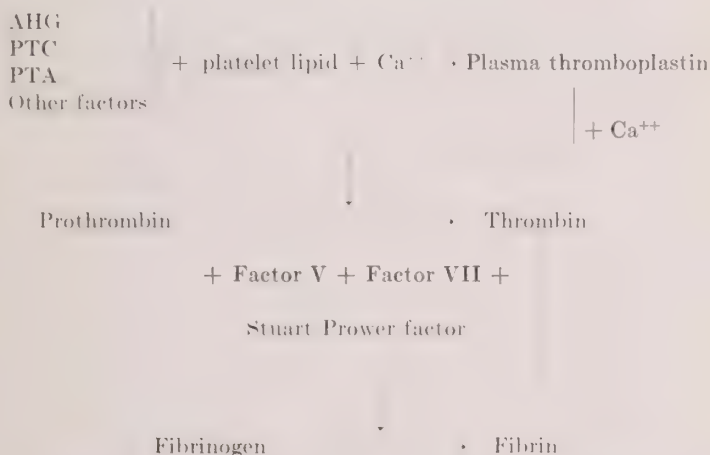 AHG
PTC
PTA
Other factors
+ platelet lipid + Ca++ · Plasma thromboplastin
+ Ca++
Prothrombin · Thrombin
+ Factor V + Factor VII +
Stuart Prower factor
Fibrinogen · Fibrin